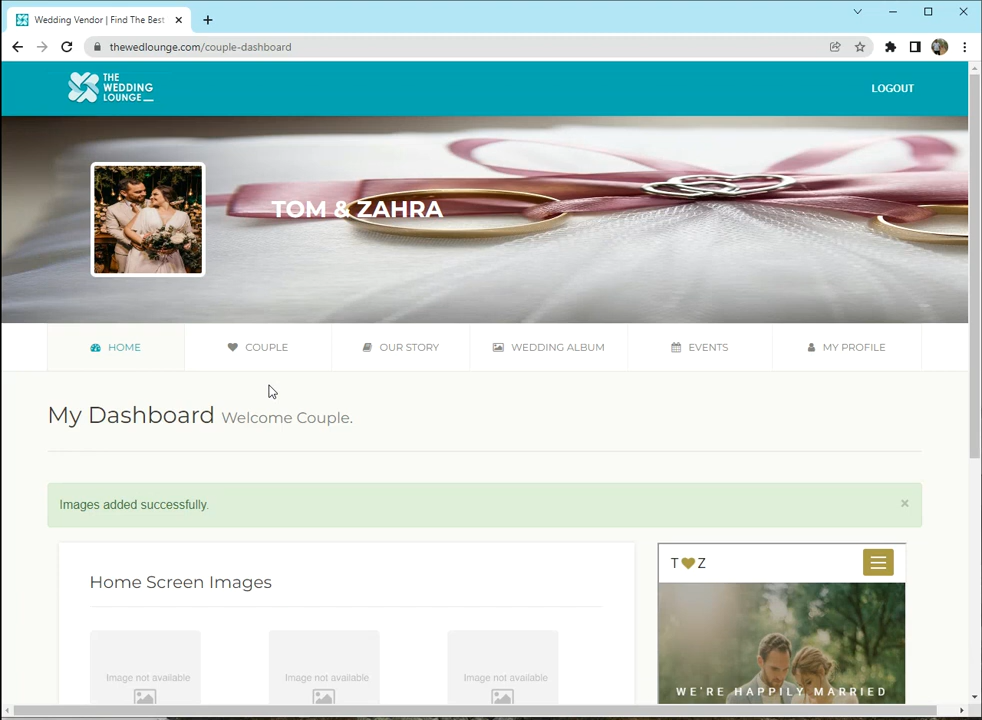 Wedding Vendor | Find The Best
thewedlounge.com/couple-dashboard
THE
WEDDING
LOUNGE
LOGOUT
TOM & ZAHRA
HOME
COUPLE
OUR STORY
WEDDING ALBUM
EVENTS
MY PROFILE
My Dashboard Welcome Couple.
Images added successfully.
×
Home Screen Images
T Z
Image not available
Image not available
Image not available
WE'RE HAPPILY MARRIED